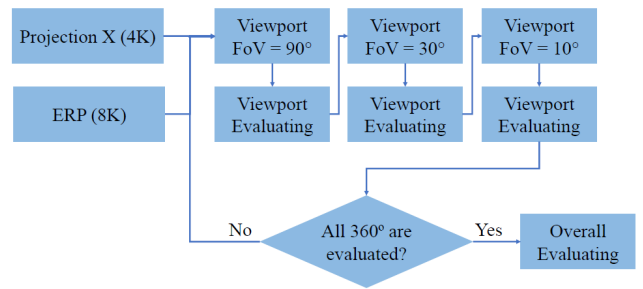 Projection X (4K)
ERP (8K)
Viewport
FoV = 90°
Viewport
Evaluating
Viewport
FoV = 30°
Viewport
Evaluating
Viewport
FoV = 10°
Viewport
Evaluating
All 360° are
evaluated?
No
Yes
Overall
Evaluating